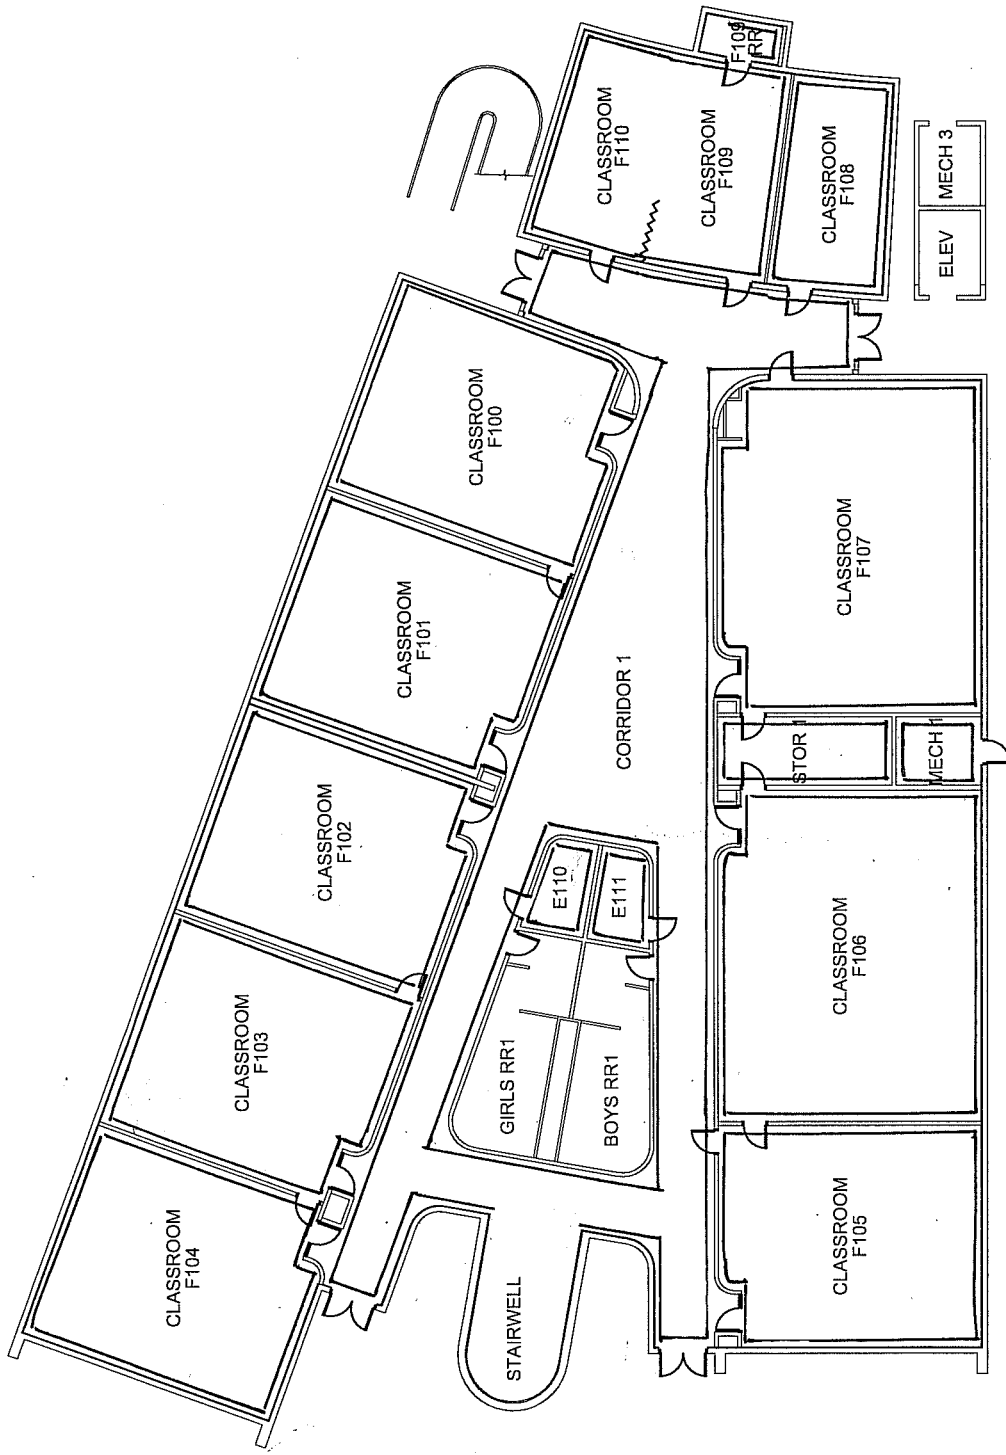 F109
RR
CLASSROOM
F110
CLASSROOM
F109
CLASSROOM
F108
MECH 3
ELEV
CLASSROOM
F100
CLASSROOM
F101
CLASSROOM
F102
CLASSROOM
F103
CLASSROOM
F104
CORRIDOR 1
CLASSROOM
F107
STOR 1
MECH 1
E110
E111
GIRLS RR1
BOYS RR1
CLASSROOM
F106
CLASSROOM
F105
STAIRWELL